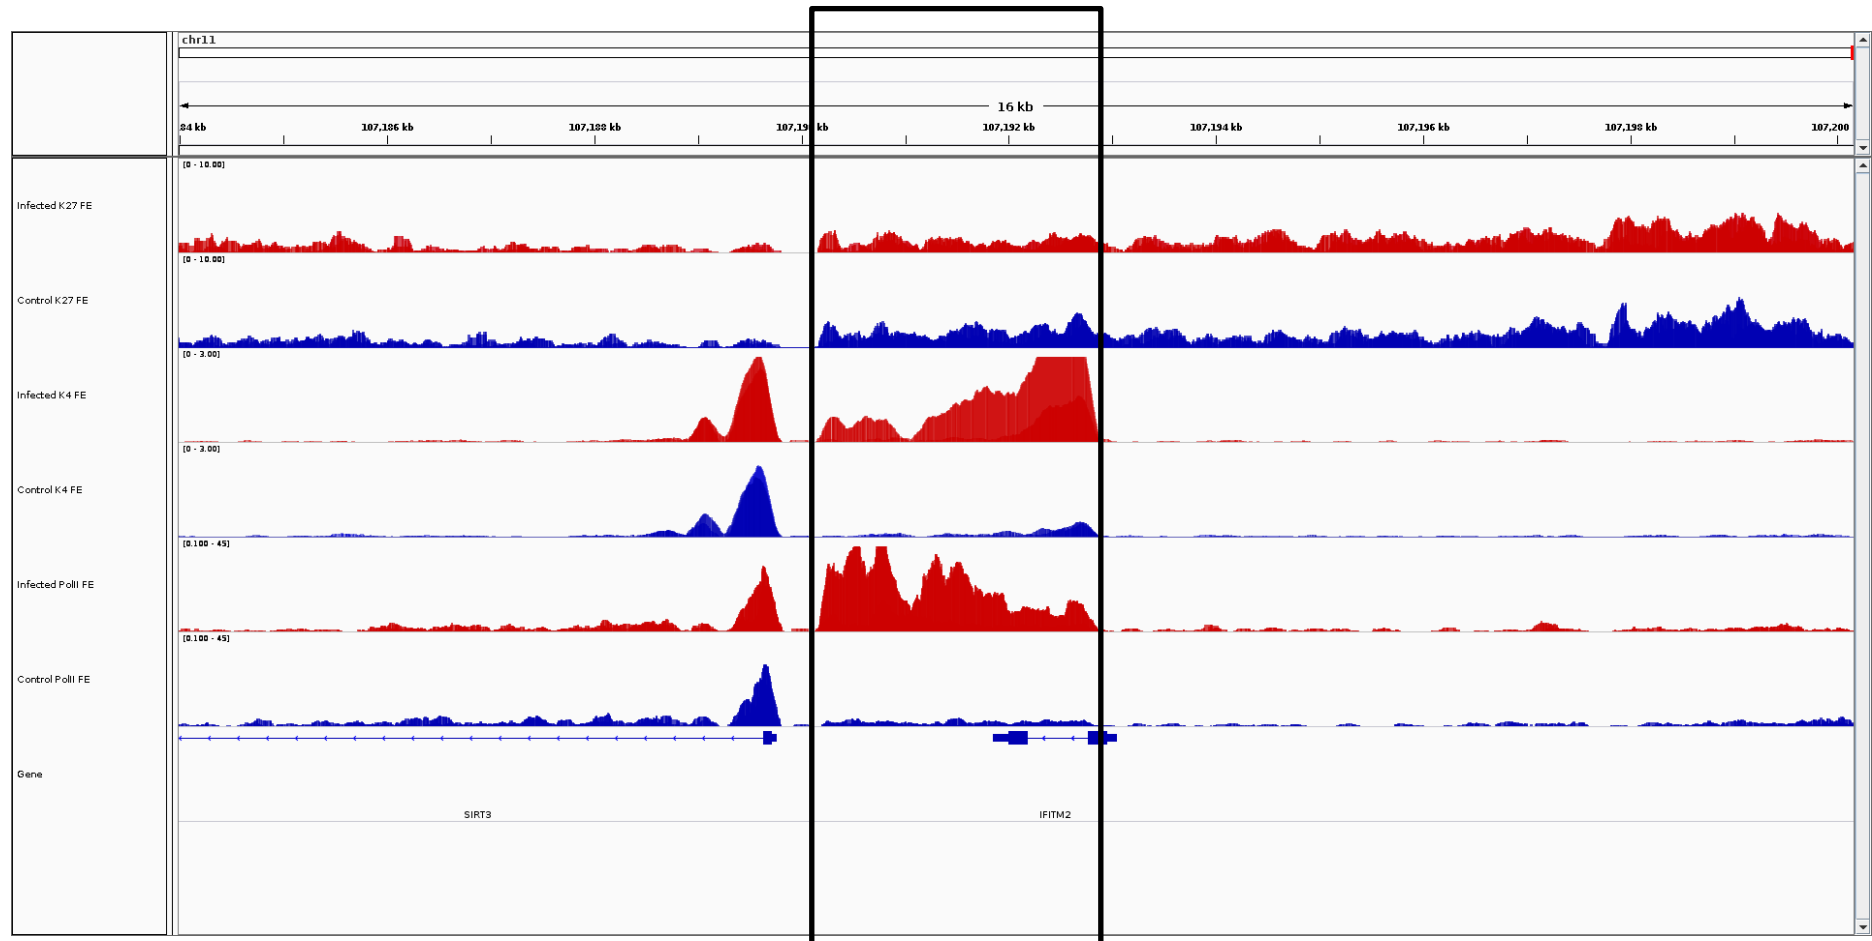 chr11
16 kb
84 kb 107,186 kb 107,188 kb 107,19 kb 107,192 kb 107,194 kb 107,196 kb 107,198 kb 107,200
[0 - 10.00]
Infected K27 FE
[0 - 10.00]
Control K27 FE
[0 - 3.00]
Infected K4 FE
[0 - 3.00]
Control K4 FE
[0.100 - 45]
Infected PolII FE
[0.100 - 45]
Control PolII FE
Gene
SIRT3 IFITM2